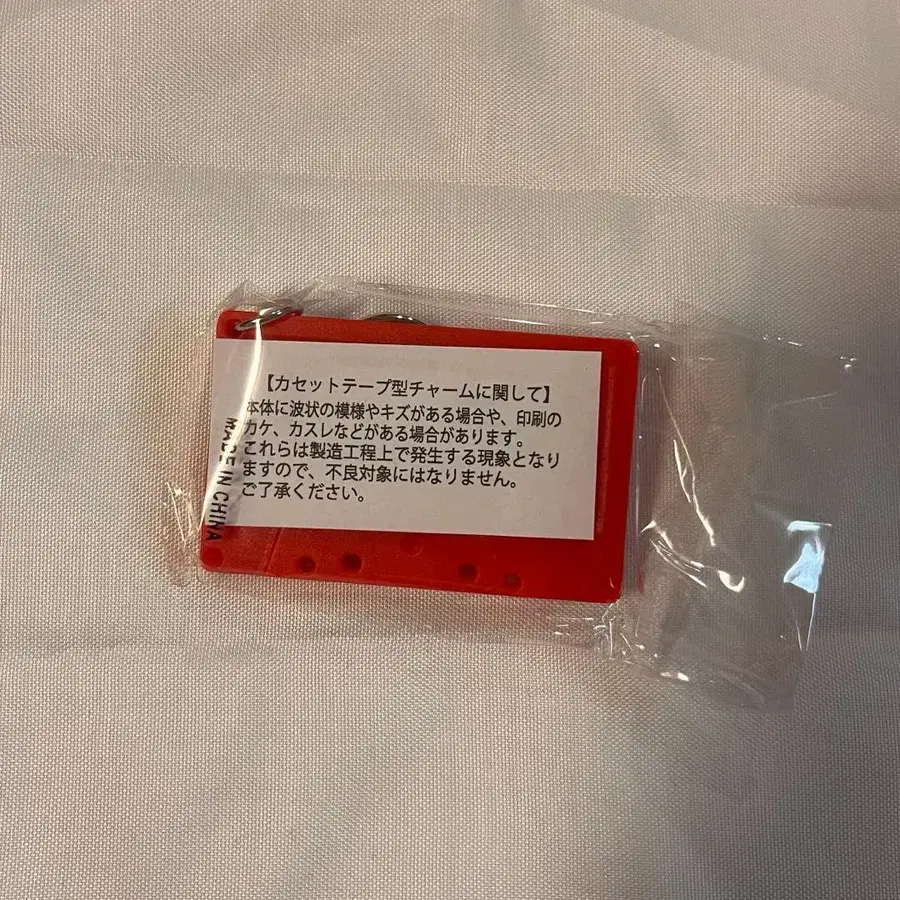 【カセットテープ型チャームに関して】
本体に波状の模様やキズがある場合や、印刷の
カケ、カスレなどがある場合があります。
これらは製造工程上で発生する現象となり
ますので、不良対象にはなりません。
ご了承ください。
MADE IN CHINA